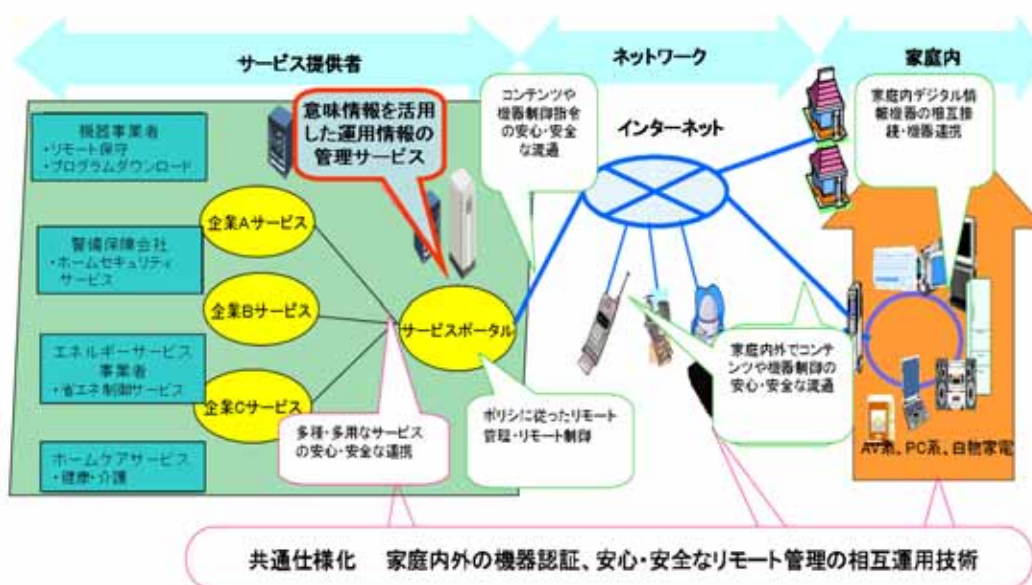 サービス提供者
ネットワーク
家庭内
機器事業者
・リモート保守
・プログラムダウンロード
意味情報を活用
した運用情報の
管理サービス
コンテンツや
機器制御指令
の安心・安全
な流通
インターネット
家庭内デジタル情
報機器の相互接
続・機器連携
企業Aサービス
警備保障会社
・ホームセキュリティ
サービス
企業Bサービス
サービスポータル
エネルギーサービス
事業者
・省エネ制御サービス
企業Cサービス
家庭内外でコンテ
ンツや機器制御の
安心・安全な流通
多種・多用なサービス
の安心・安全な連携
ポリシに従ったリモート
管理・リモート制御
AV系、PC系、白物家電
ホームケアサービス
・健康・介護
共通仕様化 家庭内外の機器認証、安心・安全なリモート管理の相互運用技術